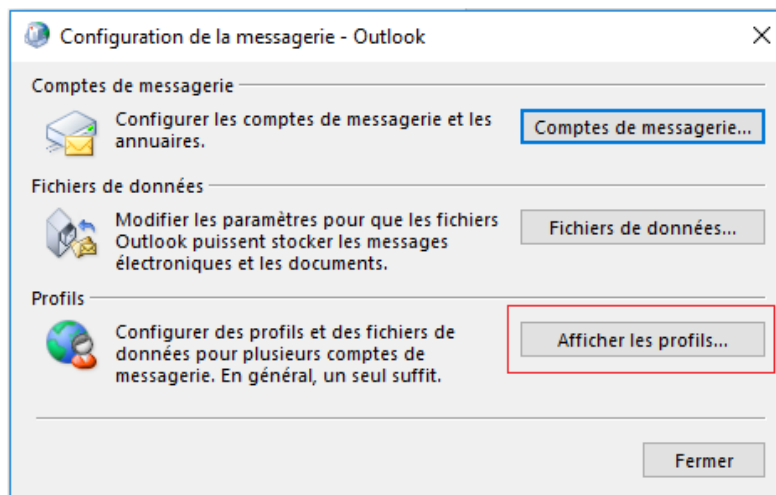 Configuration de la messagerie - Outlook
Comptes de messagerie
Configurer les comptes de messagerie et les
annuaires.
Comptes de messagerie...
Fichiers de données
Modifier les paramètres pour que les fichiers
Outlook puissent stocker les messages
électroniques et les documents.
Fichiers de données...
Profils
Configurer des profils et des fichiers de
données pour plusieurs comptes de
messagerie. En général, un seul suffit.
Afficher les profils...
Fermer